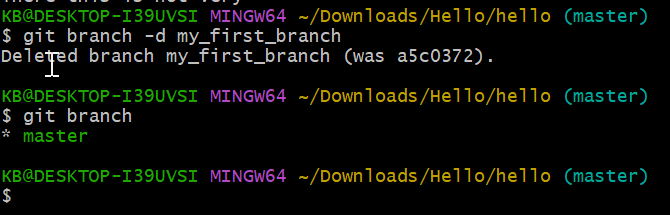 KB@DESKTOP-I39UVSI MINGW64 ~/Downloads/Hello/hello (master)
$ git branch -d my_first_branch
Deleted branch my_first_branch (was a5c0372).
KB@DESKTOP-I39UVSI MINGW64 ~/Downloads/Hello/hello (master)
$ git branch
* master
KB@DESKTOP-I39UVSI MINGW64 ~/Downloads/Hello/hello (master)
$